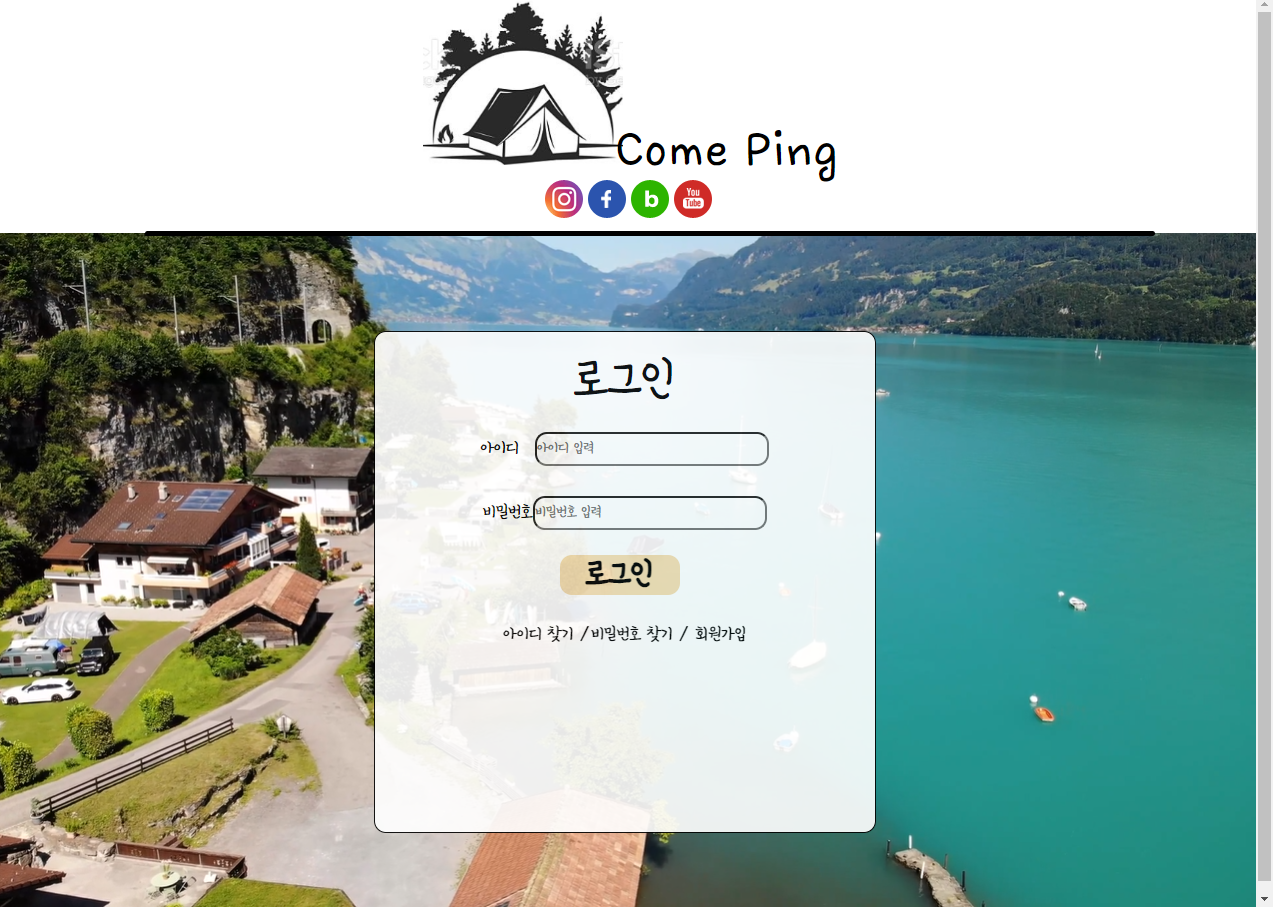 Come Ping
b
You
Tube
로그인
아이디 아이디 입력
비밀번호 비밀번호 입력
로그인
아이디 찾기 /비밀번호 찾기 / 회원가입